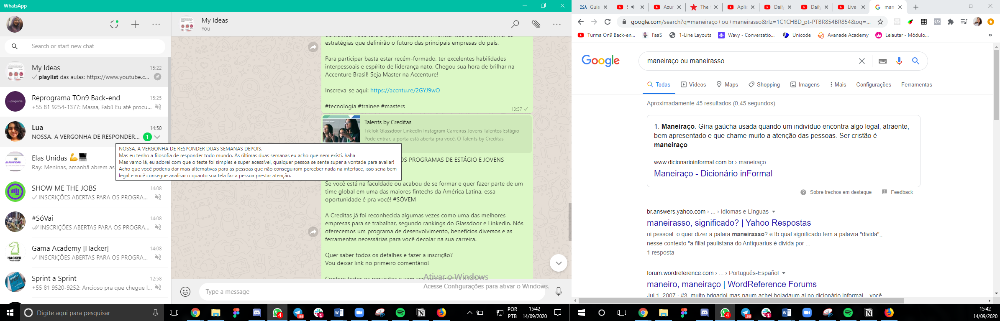 WhatsApp
Search or start new chat
My Ideas
15:22
playlist das aulas: https://www.youtube.c...
Reprograma TOn9 Back-end
15:25
+55 81 9254-1377: Massa, Fabí! Eu até procu...
Lua
14:50
NOSSA, A VERGONHA DE RESPONDER...
1
Elas Unidas
Ray: Meninas, amanhã abrem as
SHOW ME THE JOBS
14:08
INSCRIÇÕES ABERTAS PARA OS PROGRA...
#SóVai
14:08
INSCRIÇÕES ABERTAS PARA OS PROGRA...
Gama Academy [Hacker]
14:08
INSCRIÇÕES ABERTAS PARA OS PROGRA...
Sprint a Sprint
12:58
+55 81 9520-9252: Ancioso pra que chegue l...
NOSSA, A VERGONHA DE RESPONDER DUAS SEMANAS DEPOIS.
Mas eu tenho a filosofia de responder todo mundo. As últimas duas semanas eu acho que nem existi. haha
Mas vamo lá, eu adorei com que o teste foi simples e super acessível, qualquer pessoa se sente super a vontade para avaliar!
Acho que você poderia dar mais alternativas para as pessoas que não conseguiram perceber nada na interface, isso seria bem
legal e você consegue analisar o quanto sua tela faz a pessoa prestar atenção.
My Ideas
You
estratégias que definirão o futuro das principais empresas do país.
Para participar basta estar recém-formado, ter excelentes habilidades
interpessoais e espírito de liderança nato. Chegou sua hora de brilhar na
Accenture Brasil! Seja Master na Accenture!
Inscreva-se aqui: https://accntu.re/2GYJ9wO
#tecnologia #trainee #masters
13:57
Talents by Creditas
TikTok Glassdoor LinkedIn Instagram Carreiras Jovens Talentos Estágio
Pode entrar, a porta está aberta pra você. O Talents by Creditas
OS PROGRAMAS DE ESTÁGIO E JOVENS
Se você está na faculdade ou acabou de se formar e quer fazer parte de um
time global em uma das maiores fintechs da América Latina, essa
oportunidade é pra você! #SÓVEM
A Creditas já foi reconhecida algumas vezes como uma das melhores
empresas para se trabalhar, segundo rankings do Glassdoor e Linkedin. Nós
oferecemos um programa de desenvolvimento, benefícios diversos e as
ferramentas necessárias para você decolar na sua carreira.
Quer saber todos os detalhes e fazer a inscrição?
Vou deixar link no primeiro comentário!
Ativar o Windows
Acesse Configurações para ativar o Windows.
Type a message
Digite aqui para pesquisar
4
99
1
POR
PTB
15:42
14/09/2020
Guia
S
Azur
The
Aplic
Daily
Daily
Live
man
google.com/search?q=maneiraço+ou+maneirasso&rlz=1C1CHBD_pt-PTBR854BR854&oq=...
Turma On9 Back-en...
FaaS
1-Line Layouts
Wavy - Conversatio...
Unicode
Avanade Academy
Leiautar - Módulo...
Google
maneiraço ou maneirasso
Todas
Vídeos
Maps
Shopping
Imagens
Mais
Configurações
Ferramentas
Aproximadamente 45 resultados (0,45 segundos)
1. Maneiraço. Gíria gaúcha usada quando um indivíduo encontra algo legal, atraente,
bem apresentado e que chame muito a atenção das pessoas. Ser cristão é
maneiraço.
www.dicionarioinformal.com.br › maneiraço
Maneiraço - Dicionário inFormal
Sobre trechos em destaque
Feedback
br.answers.yahoo.com › ... › Idiomas e Línguas
maneirasso, significado? | Yahoo Respostas
oi pessoal. o quer dizer a palara maneirasso? e tb qual significado tem a palavra "divida",,
nesse contexto "a filial paulistana do Antiquarius é divida por ...
1 resposta
forum.wordreference.com › ... › Português-Español
maneiro, maneiraço | WordReference Forums
Jul 1, 2007 · #3. muito brigado! mas naum achei boladaum ai no dicionário informal... você
4
99
1
15:42
14/09/2020